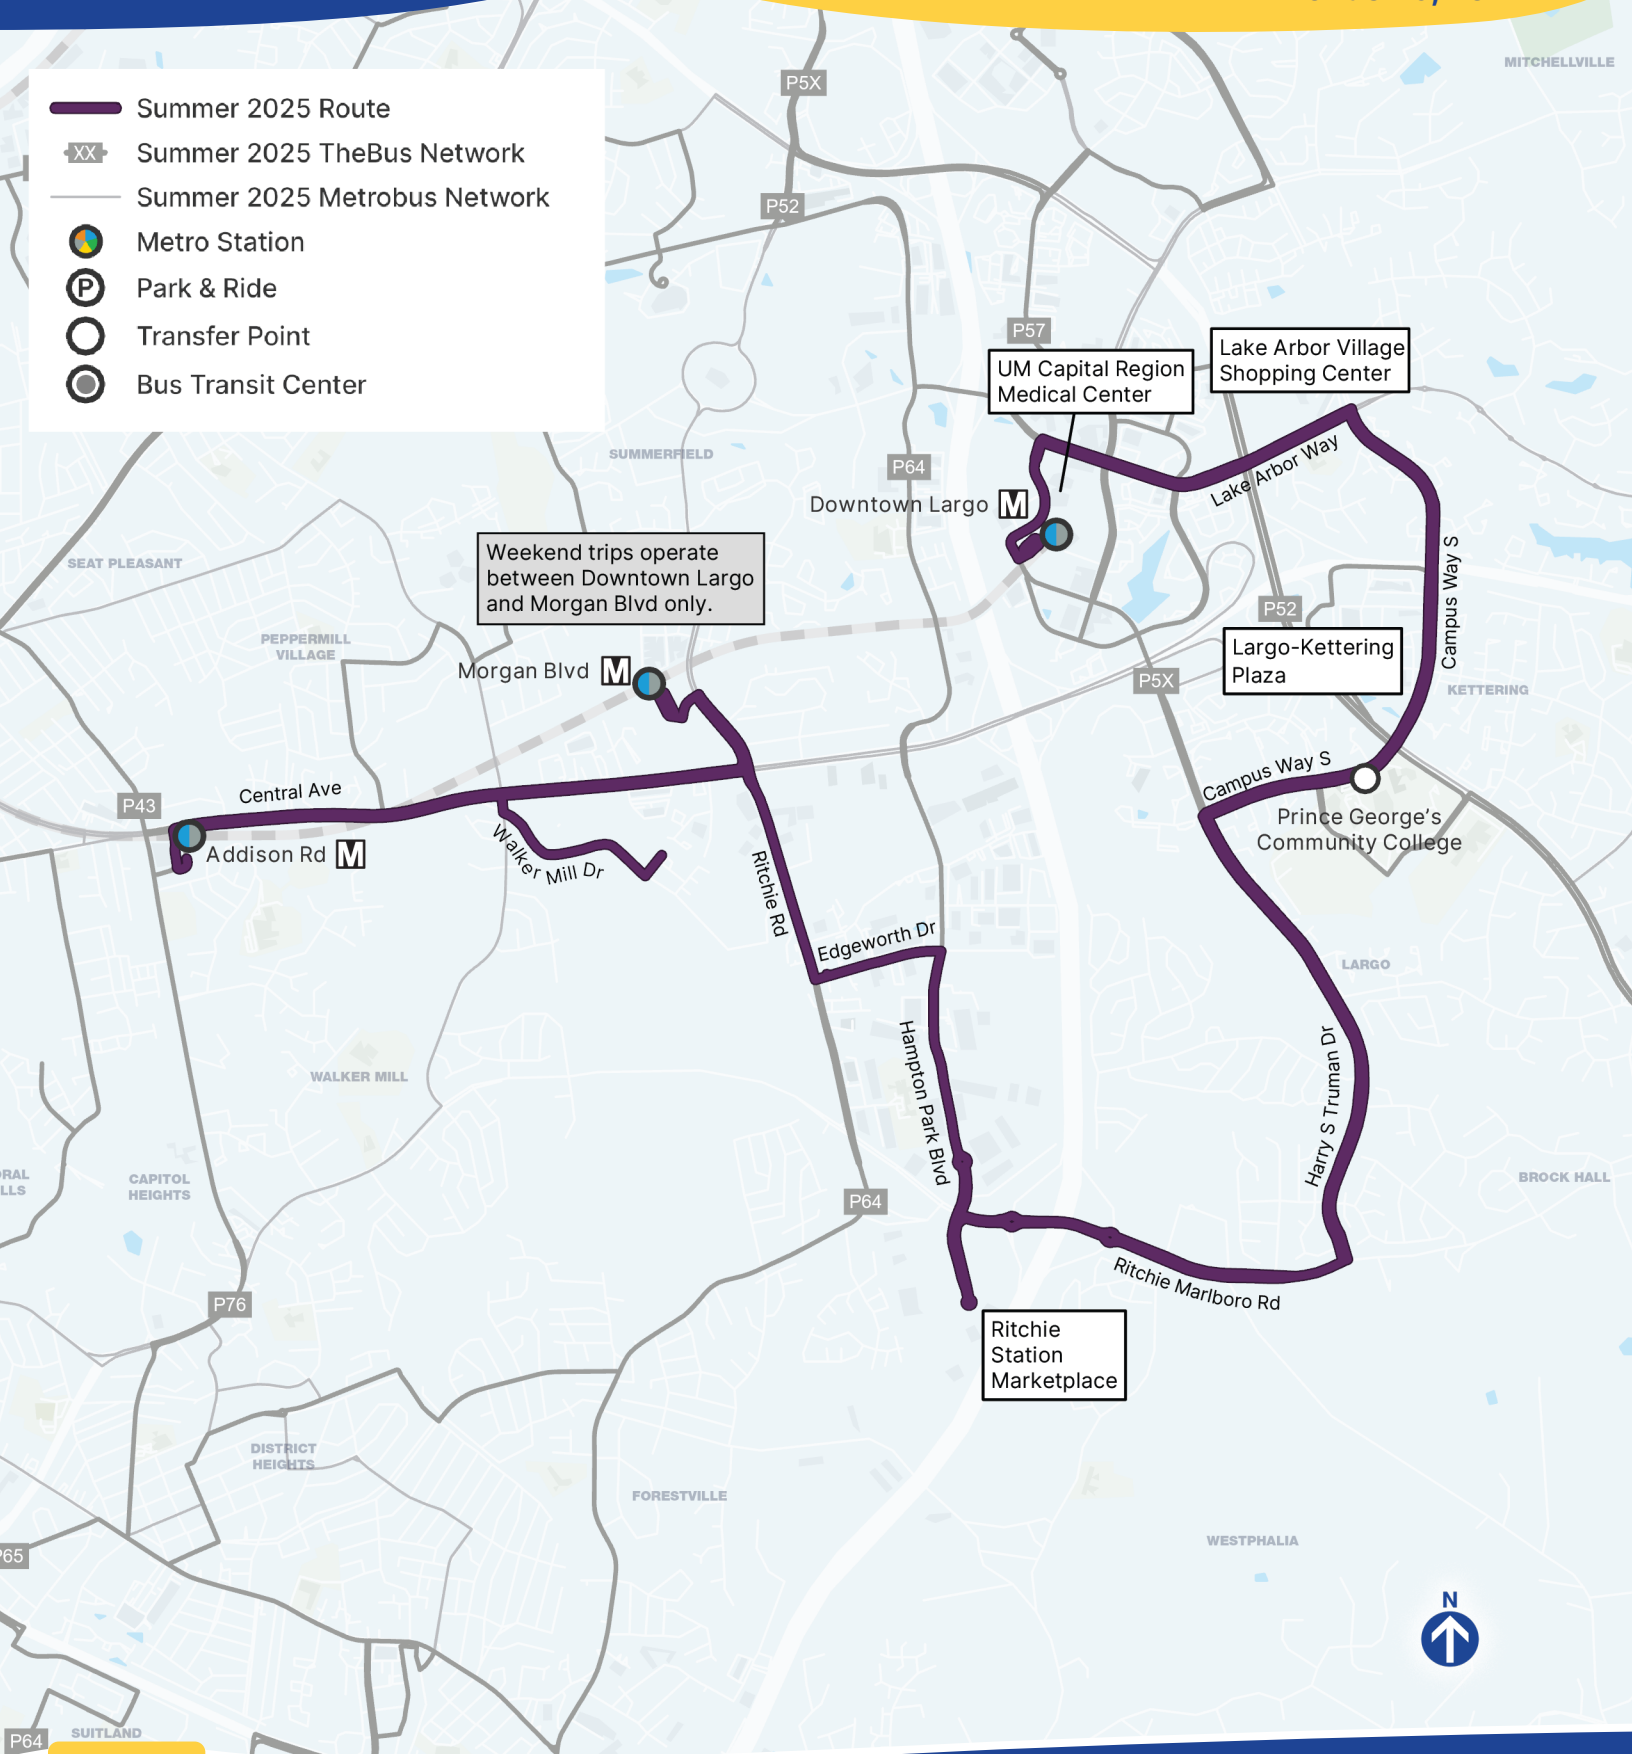 MITCHELLVILLE
P5X
Summer 2025 Route
XX
Summer 2025 TheBus Network
Summer 2025 Metrobus Network
Metro Station
P
Park & Ride
Transfer Point
Bus Transit Center
P52
P57
Lake Arbor Village
Shopping Center
UM Capital Region
Medical Center
SUMMERFIELD
P64
Lake Arbor Way
Downtown Largo M
Weekend trips operate
between Downtown Largo
and Morgan Blvd only.
SEAT PLEASANT
Campus Way S
P52
PEPPERMILL
VILLAGE
Largo-Kettering
Plaza
Morgan Blvd M
P5X
KETTERING
Campus Way S
Central Ave
P43
Prince George's
Community College
Addison Rd M
Walker Mill Dr
Ritchie Rd
Edgeworth Dr
LARGO
Hampton Park Blvd
Harry S Truman Dr
WALKER MILL
CAPITOL
HEIGHTS
BROCK HALL
P64
Ritchie Marlboro Rd
P76
Ritchie
Station
Marketplace
DISTRICT
HEIGHTS
FORESTVILLE
WESTPHALIA
P65
N
SUITLAND
P64